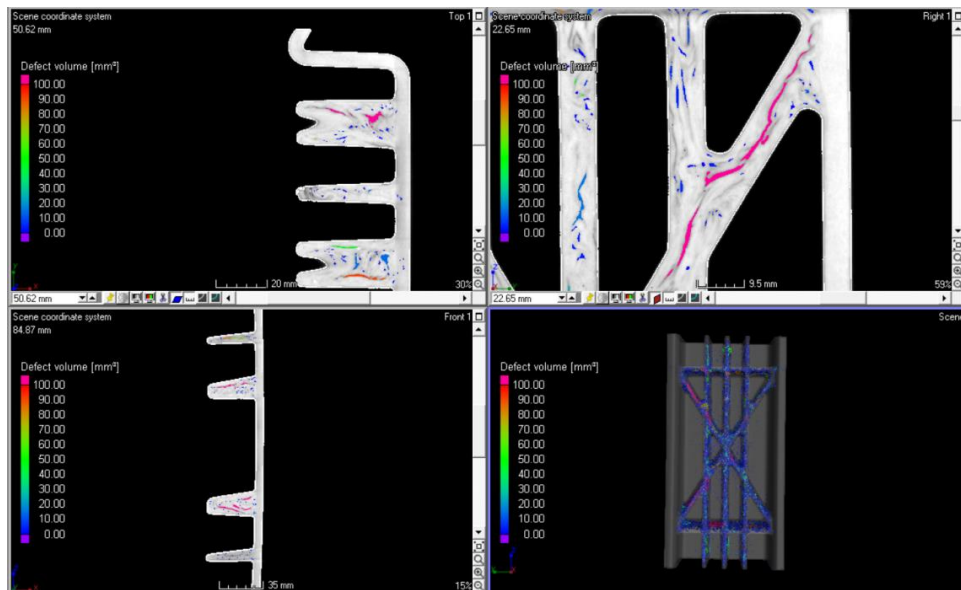 Scene coordinate system
Top 1
50.62 mm
Defect volume [mm³]
100.00
90.00
80.00
70.00
60.00
50.00
40.00
30.00
20.00
10.00
0.00
20 mm
30%
50.62 mm
Scene coordinate system
Right 1
22.65 mm
Defect volume [mm³]
100.00
90.00
80.00
70.00
60.00
50.00
40.00
30.00
20.00
10.00
0.00
9.5 mm
59%
22.65 mm
Scene coordinate system
Front 1
84.87 mm
Defect volume [mm³]
100.00
90.00
80.00
70.00
60.00
50.00
40.00
30.00
20.00
10.00
0.00
35 mm
15%
Scene
Defect volume [mm³]
100.00
90.00
80.00
70.00
60.00
50.00
40.00
30.00
20.00
10.00
0.00